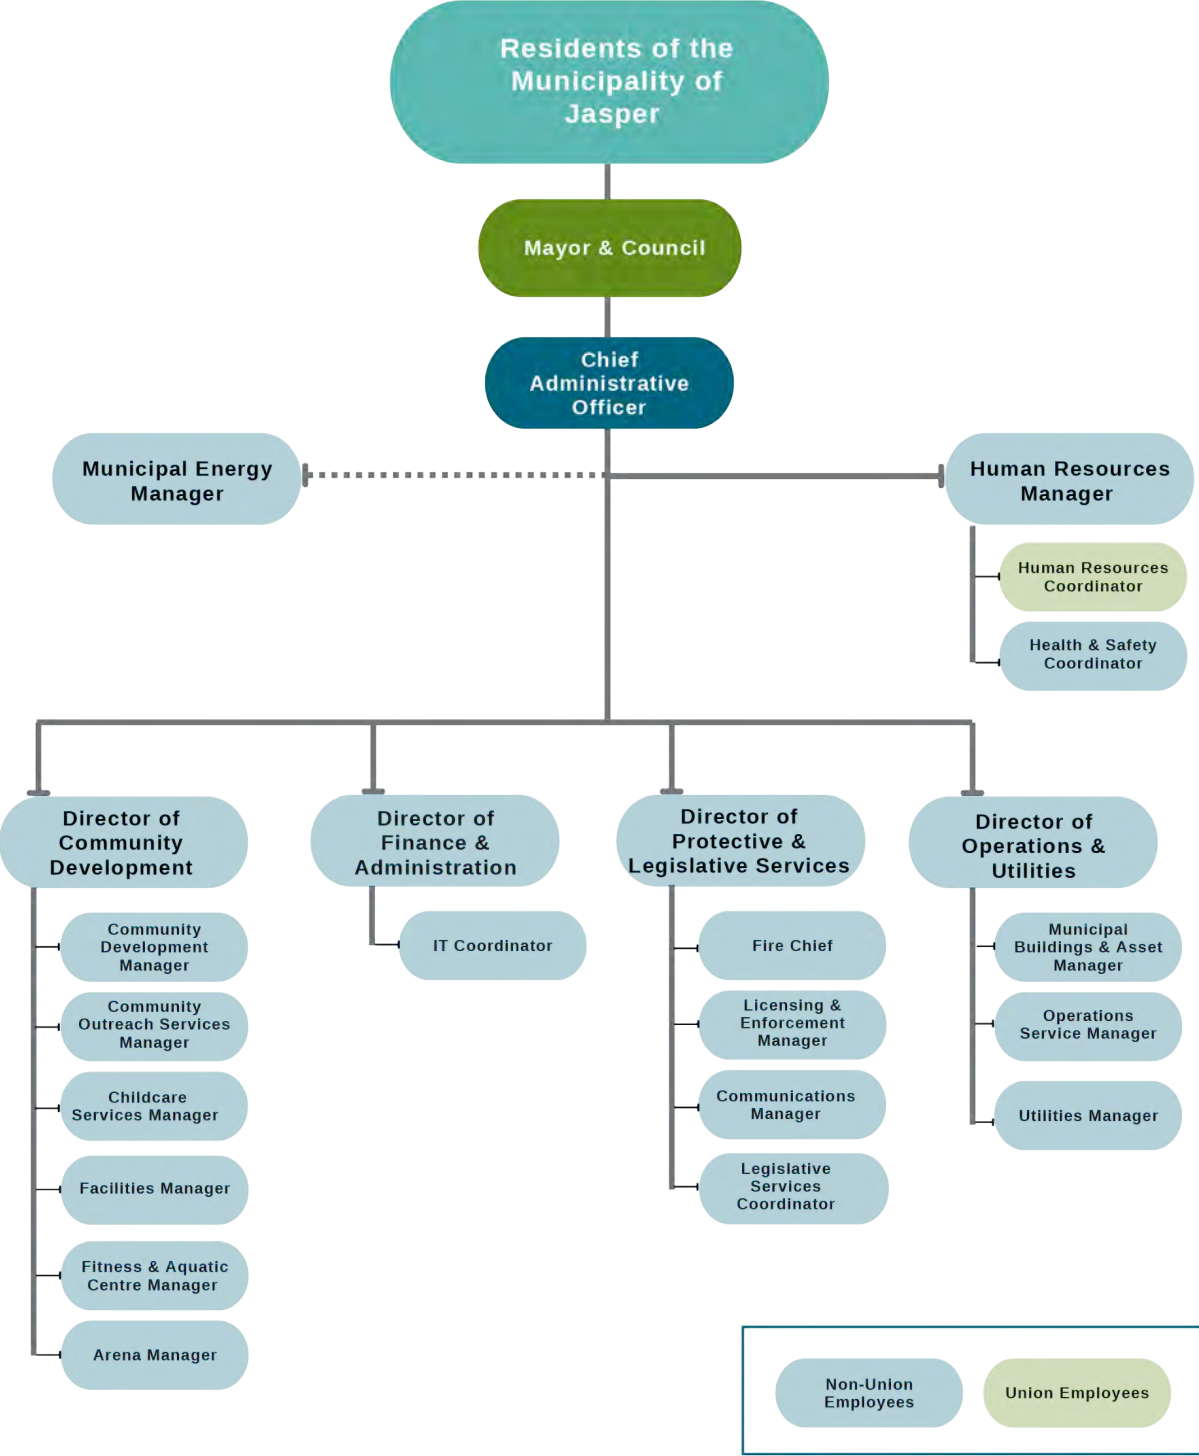 Residents of the
Municipality of
Jasper
Mayor & Council
Chief
Administrative
Officer
Municipal Energy
Manager
Human Resources
Manager
Human Resources
Coordinator
Health & Safety
Coordinator
Director of
Community
Development
Community
Development
Manager
Community
Outreach Services
Manager
Childcare
Services Manager
Facilities Manager
Fitness & Aquatic
Centre Manager
Arena Manager
Director of
Finance &
Administration
IT Coordinator
Director of
Protective &
Legislative Services
Fire Chief
Licensing &
Enforcement
Manager
Communications
Manager
Legislative
Services
Coordinator
Director of
Operations &
Utilities
Municipal
Buildings & Asset
Manager
Operations
Service Manager
Utilities Manager
Non-Union
Employees
Union Employees